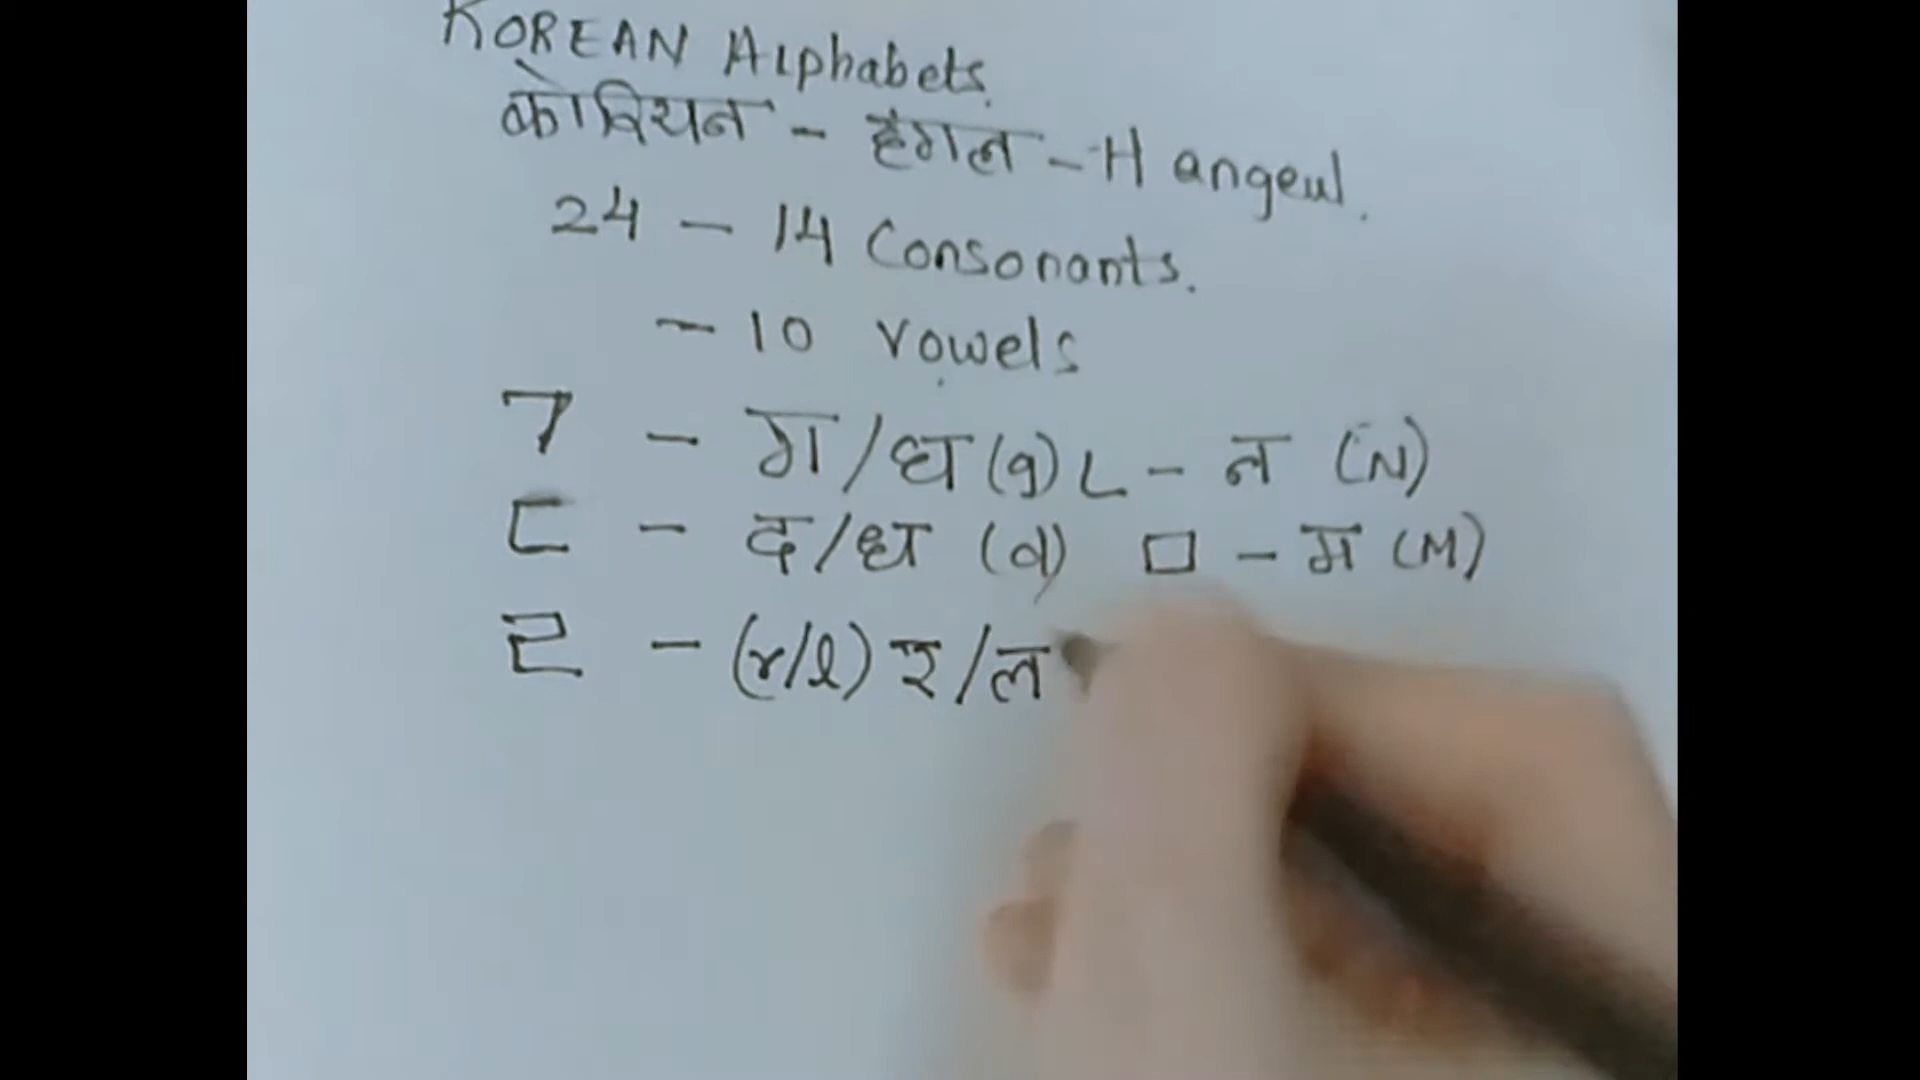 KOREAN Alphabets.
कोरियन - हंगल - Hangeul.
24 - 14 Consonants.
- 10 Vowels
ㄱ - ग/घ (g) ㄴ - न (N)
ㄷ - द/ध (d) ㅁ - म (M)
ㄹ - (r/l) र/ल